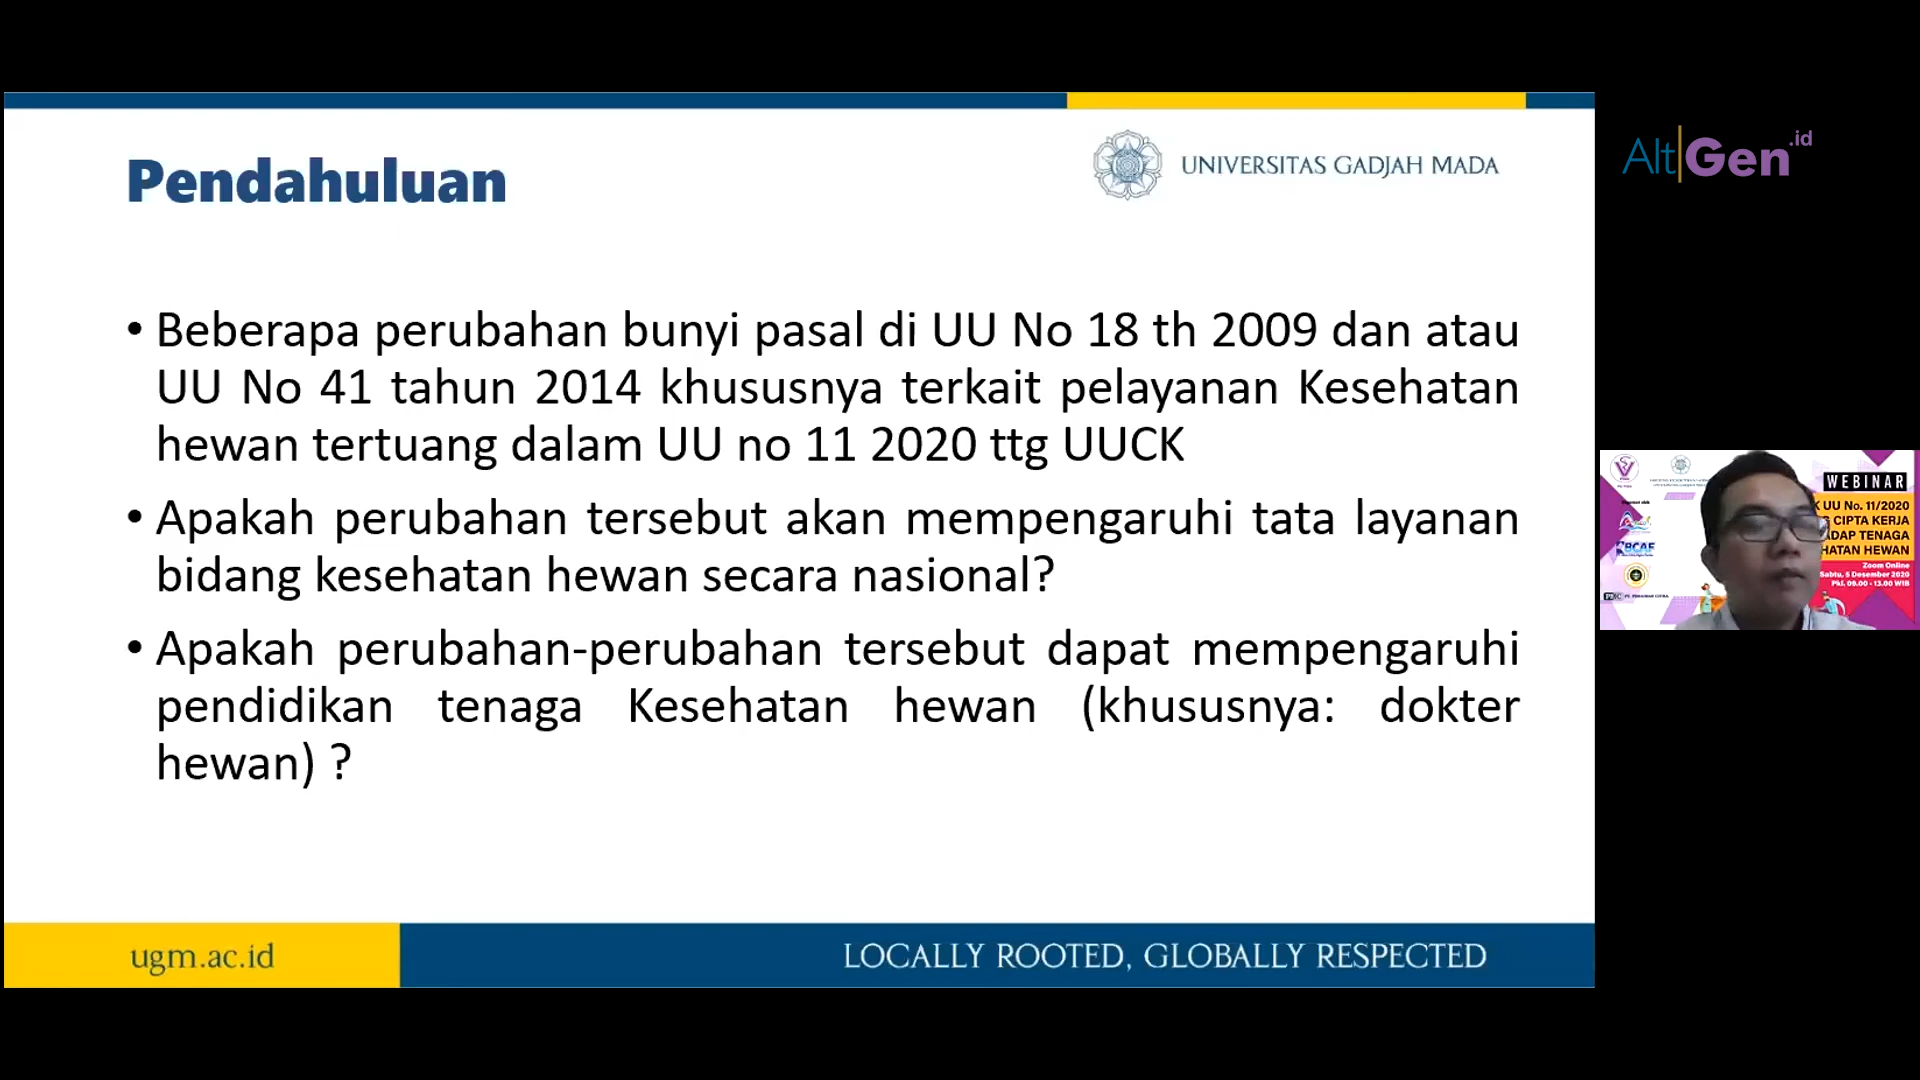 Pendahuluan
UNIVERSITAS GADJAH MADA
Alt|Gen.id
• Beberapa perubahan bunyi pasal di UU No 18 th 2009 dan atau
UU No 41 tahun 2014 khususnya terkait pelayanan Kesehatan
hewan tertuang dalam UU no 11 2020 ttg UUCK
• Apakah perubahan tersebut akan mempengaruhi tata layanan
bidang kesehatan hewan secara nasional?
• Apakah perubahan-perubahan tersebut dapat mempengaruhi
pendidikan tenaga Kesehatan hewan (khususnya: dokter
hewan) ?
WEBINAR
K UU No. 11/2020
G CIPTA KERJA
DAP TENAGA
HATAN HEWAN
Zoom Online
Sabtu, 5 Desember 2020
Pkl. 09.00 - 13.00 WIB
ugm.ac.id
LOCALLY ROOTED, GLOBALLY RESPECTED